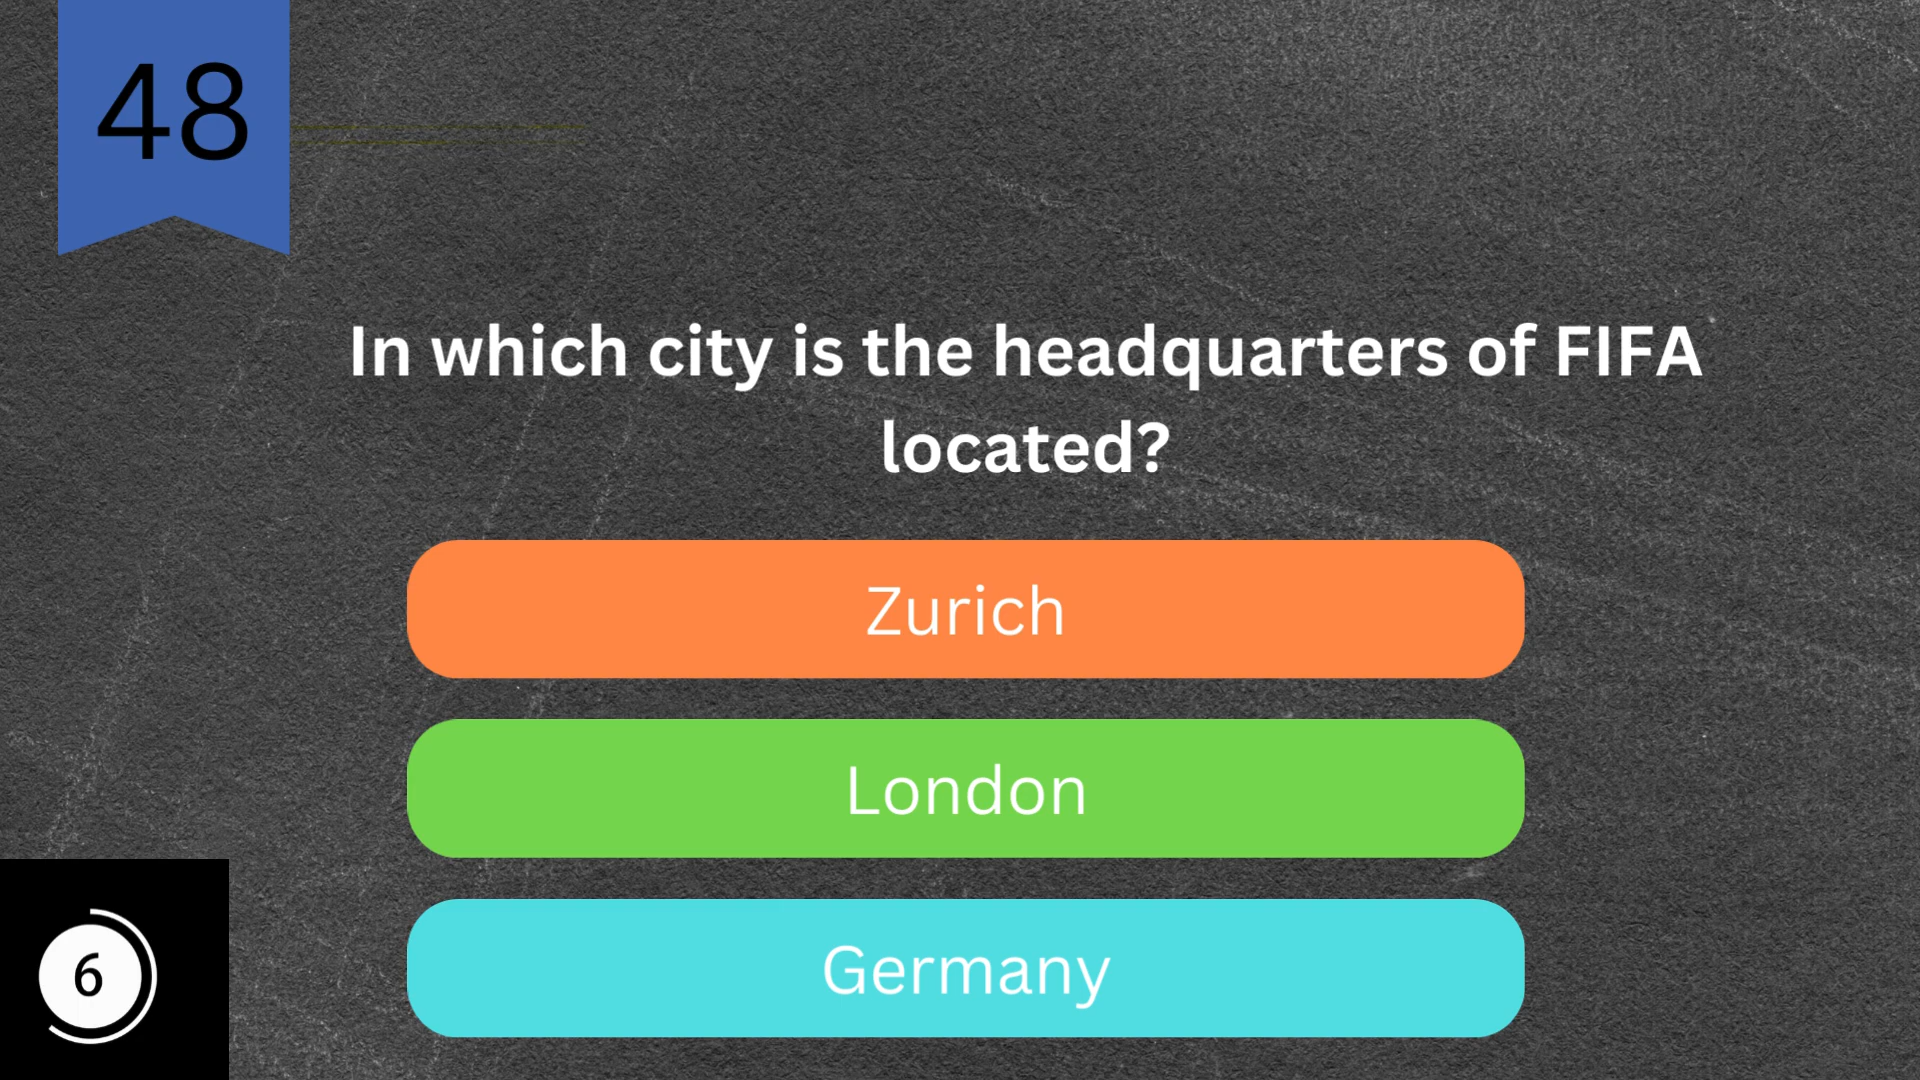 48
In which city is the headquarters of FIFA
located?
Zurich
London
Germany
6